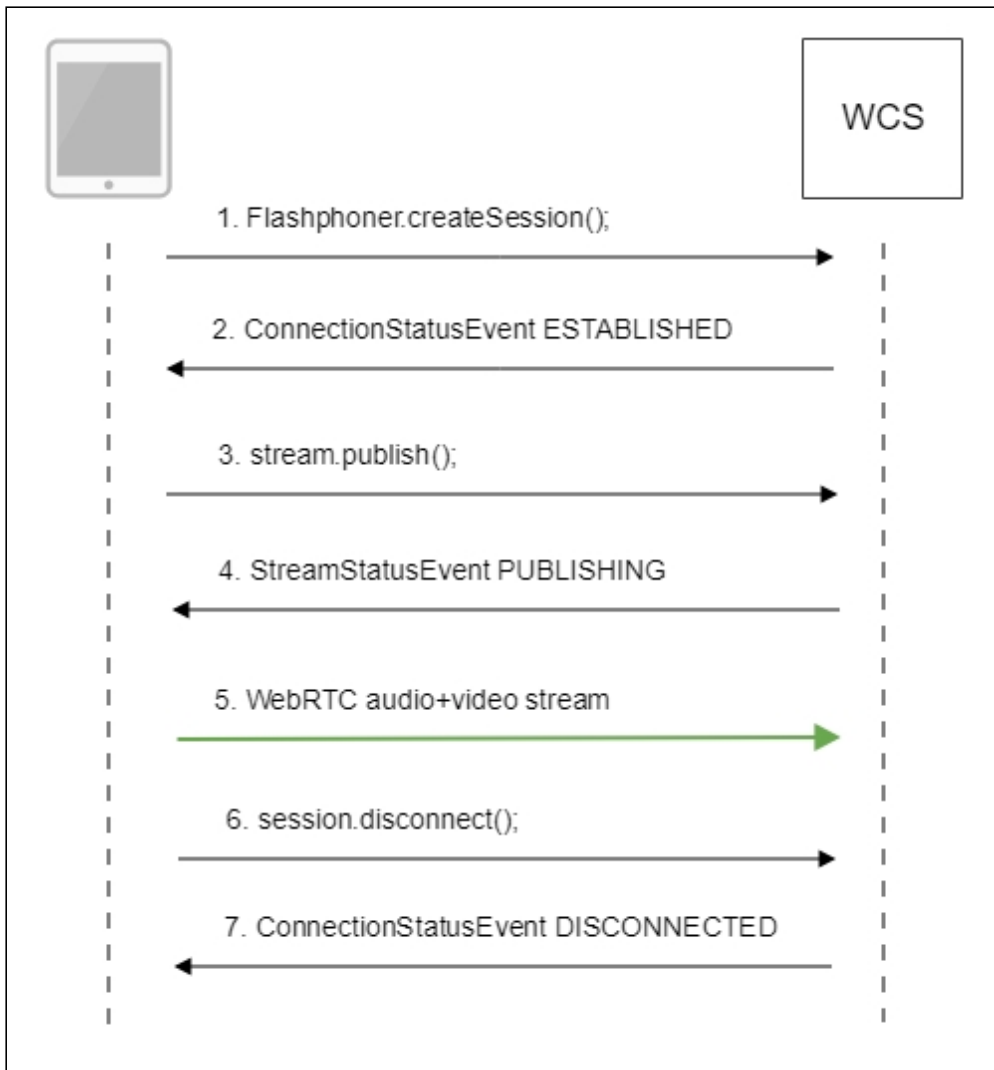 WCS
1. Flashphoner.createSession();
2. ConnectionStatusEvent ESTABLISHED
3. stream.publish();
4. StreamStatusEvent PUBLISHING
5. WebRTC audio+video stream
6. session.disconnect();
7. ConnectionStatusEvent DISCONNECTED